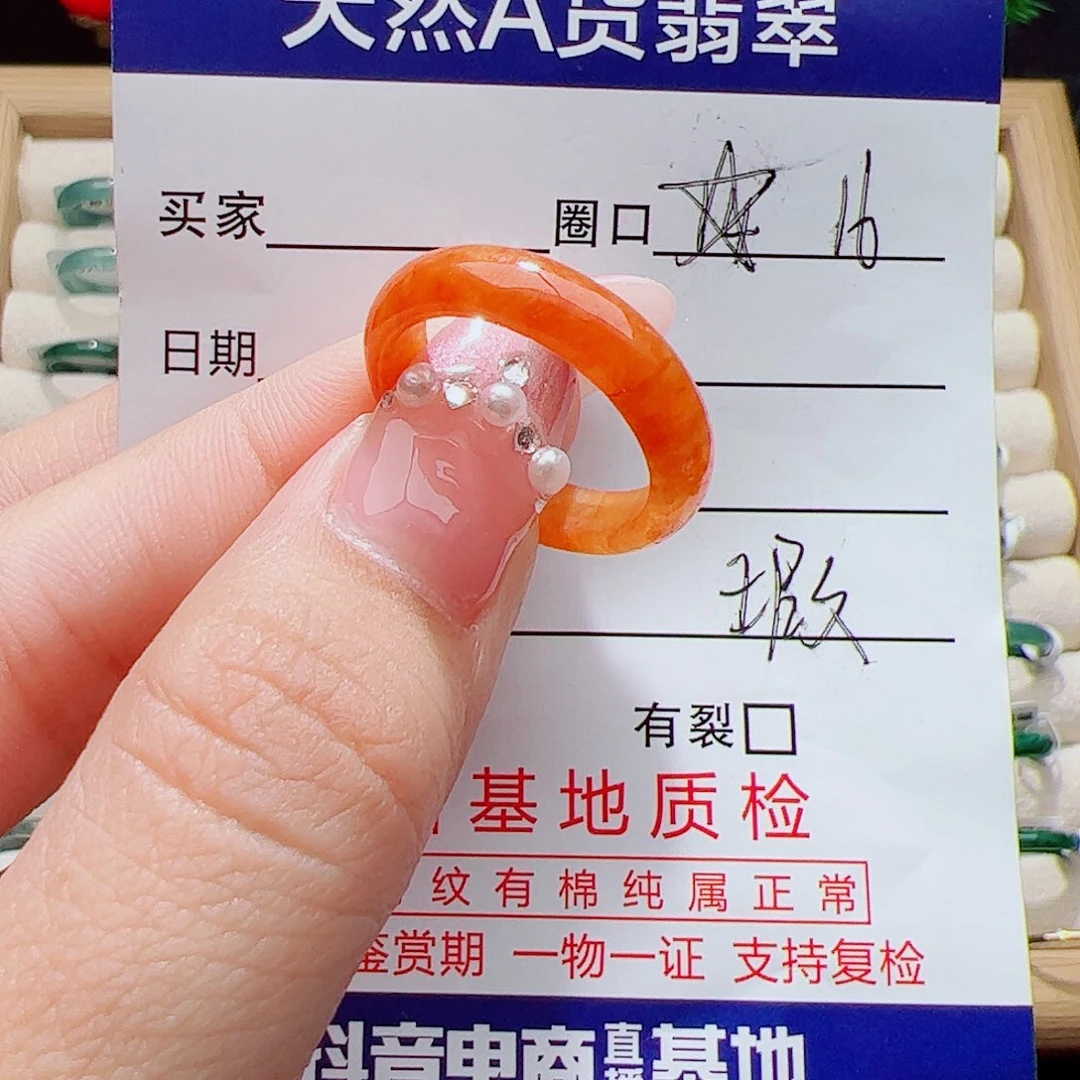 天然A货翡翠
买家 圈口 16
日期
瑕
有裂□
基地质检
纹有棉纯属正常
鉴赏期 一物一证 支持复检
抖音电商直播基地